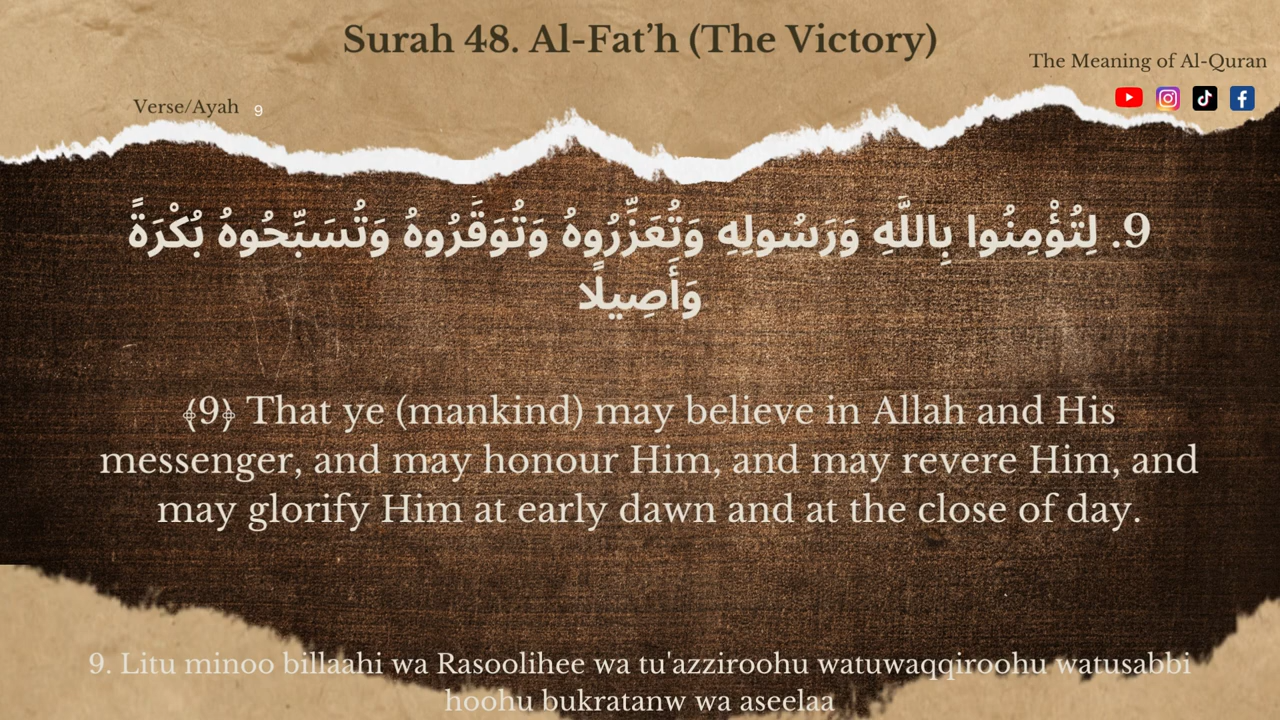 Surah 48. Al-Fat’h (The Victory)
The Meaning of Al-Quran
Verse/Ayah 9
9. لِتُؤْمِنُوا بِاللَّهِ وَرَسُولِهِ وَتُعَزِّرُوهُ وَتُوَقَرُوهُ وَتُسَبِّحُوهُ بُكْرَةً
وَأَصِيلًا
﴾9﴿ That ye (mankind) may believe in Allah and His
messenger, and may honour Him, and may revere Him, and
may glorify Him at early dawn and at the close of day.
9. Litu minoo billaahi wa Rasoolihee wa tu'azziroohu watuwaqqiroohu watusabbi
hoohu bukratanw wa aseelaa